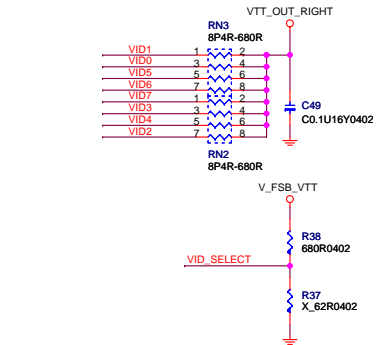 VTT_OUT_RIGHT
RN3
8P4R-680R
VID1 1 2
VID0 3 4
VID5 5 6
VID6 7 8
VID7 1 2
VID3 3 4
VID4 5 6
VID2 7 8
C49
C0.1U16Y0402
RN2
8P4R-680R
V_FSB_VTT
R38
680R0402
VID_SELECT
R37
X_62R0402